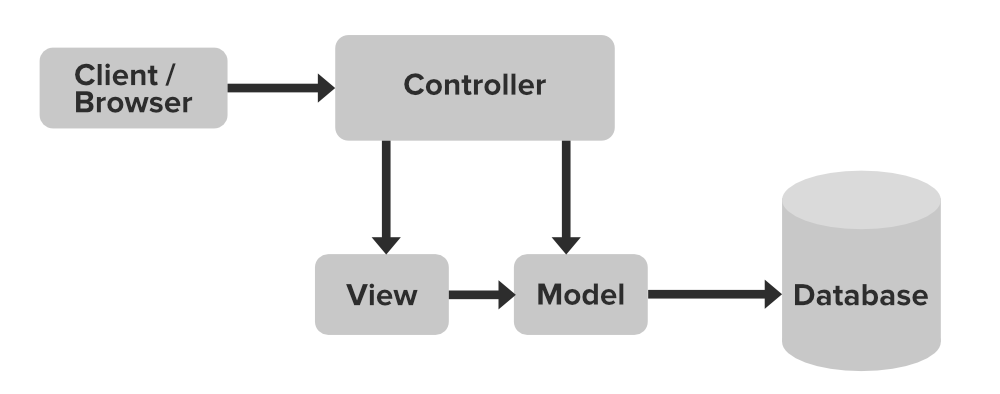 Client /
Browser
Controller
View
Model
Database